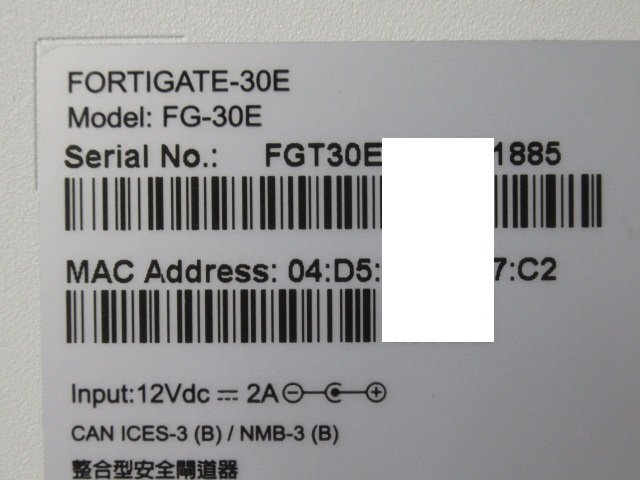 FORTIGATE-30E
Model: FG-30E
Serial No.: FGT30E 1885
MAC Address: 04:D5: 7:C2
Input:12Vdc ⎓ 2A
CAN ICES-3 (B) / NMB-3 (B)
整合型安全閘道器